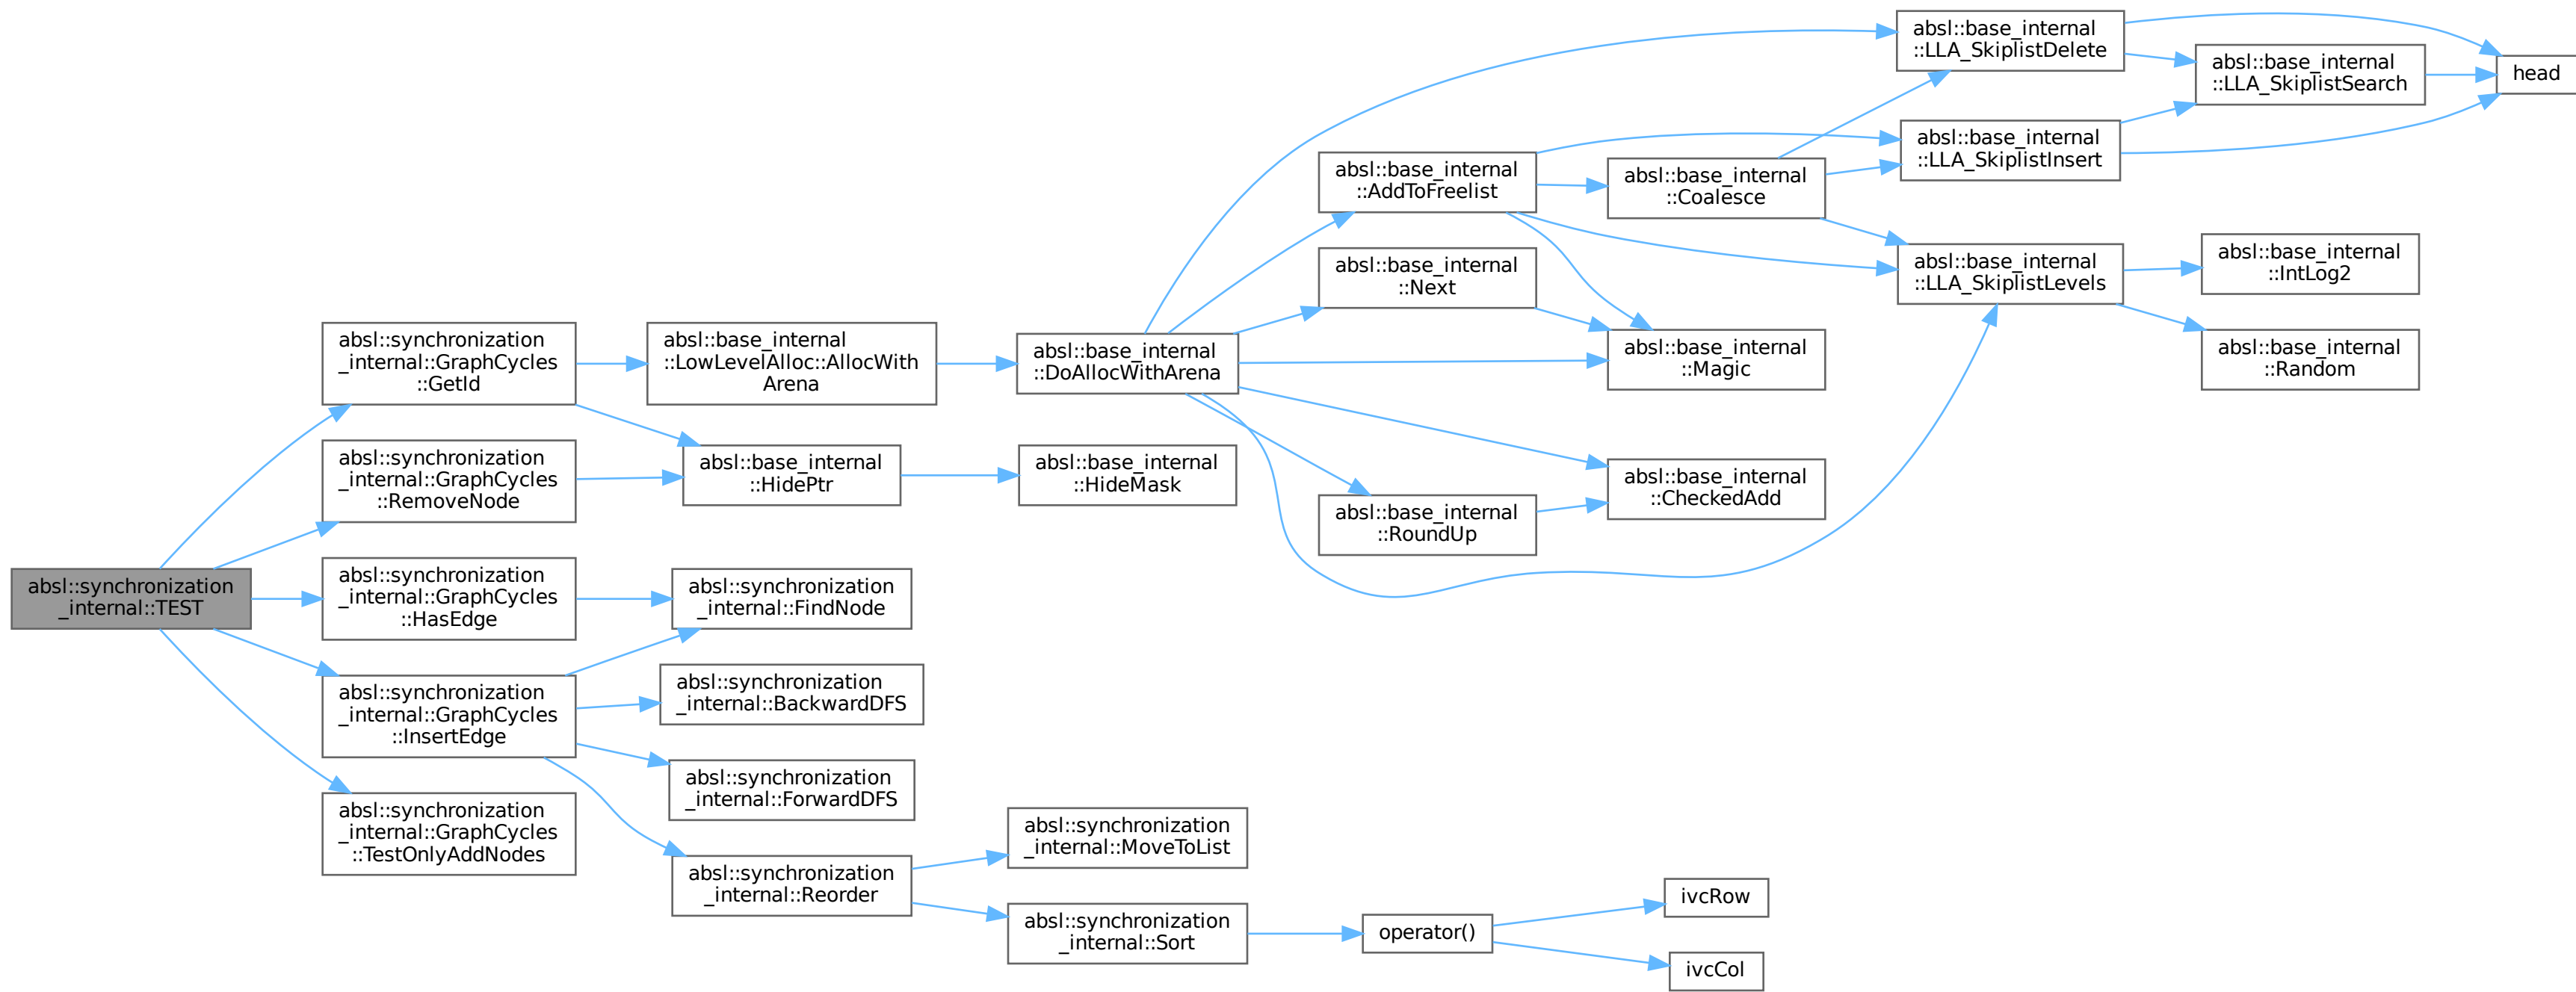 absl::synchronization
_internal::TEST
absl::synchronization
_internal::GraphCycles
::GetId
absl::synchronization
_internal::GraphCycles
::RemoveNode
absl::synchronization
_internal::GraphCycles
::HasEdge
absl::synchronization
_internal::GraphCycles
::InsertEdge
absl::synchronization
_internal::GraphCycles
::TestOnlyAddNodes
absl::base_internal
::LowLevelAlloc::AllocWith
Arena
absl::base_internal
::HidePtr
absl::synchronization
_internal::FindNode
absl::synchronization
_internal::BackwardDFS
absl::synchronization
_internal::ForwardDFS
absl::synchronization
_internal::Reorder
absl::base_internal
::DoAllocWithArena
absl::base_internal
::HideMask
absl::synchronization
_internal::MoveToList
absl::synchronization
_internal::Sort
absl::base_internal
::AddToFreelist
absl::base_internal
::Next
absl::base_internal
::RoundUp
operator()
absl::base_internal
::Coalesce
absl::base_internal
::Magic
absl::base_internal
::CheckedAdd
ivcRow
ivcCol
absl::base_internal
::LLA_SkiplistDelete
absl::base_internal
::LLA_SkiplistInsert
absl::base_internal
::LLA_SkiplistLevels
absl::base_internal
::LLA_SkiplistSearch
absl::base_internal
::IntLog2
absl::base_internal
::Random
head